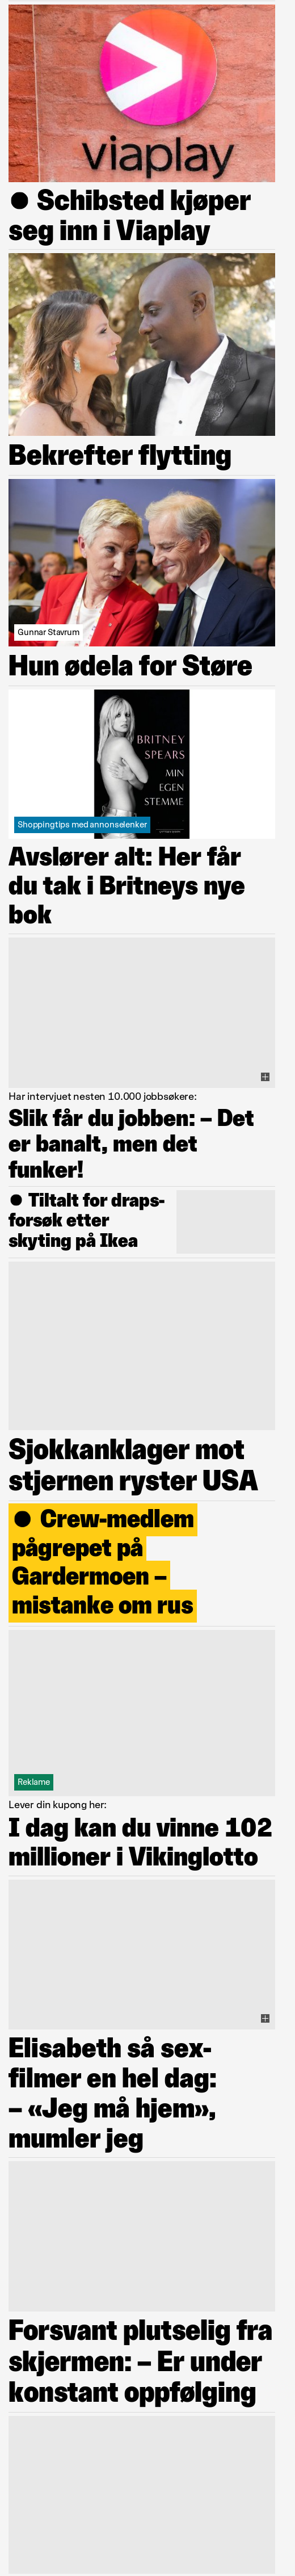 viaplay
● Schibsted kjøper
seg inn i Viaplay
Bekrefter flytting
Gunnar Stavrum
Hun ødela for Støre
BRITNEY
SPEARS
MIN
EGEN
STEMME
Shoppingtips med annonselenker
Avslører alt: Her får
du tak i Britneys nye
bok
Har intervjuet nesten 10.000 jobbsøkere:
Slik får du jobben: – Det
er banalt, men det
funker!
● Tiltalt for draps-
forsøk etter
skyting på Ikea
Sjokkanklager mot
stjernen ryster USA
● Crew-medlem
pågrepet på
Gardermoen –
mistanke om rus
Reklame
Lever din kupong her:
I dag kan du vinne 102
millioner i Vikinglotto
Elisabeth så sex-
filmer en hel dag:
– «Jeg må hjem»,
mumler jeg
Forsvant plutselig fra
skjermen: – Er under
konstant oppfølging